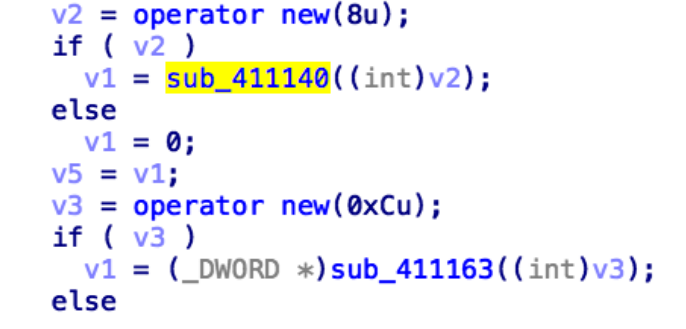 v2 = operator new(8u);
if ( v2 )
v1 = sub_411140((int)v2);
else
v1 = 0;
v5 = v1;
v3 = operator new(0xCu);
if ( v3 )
v1 = (_DWORD *)sub_411163((int)v3);
else